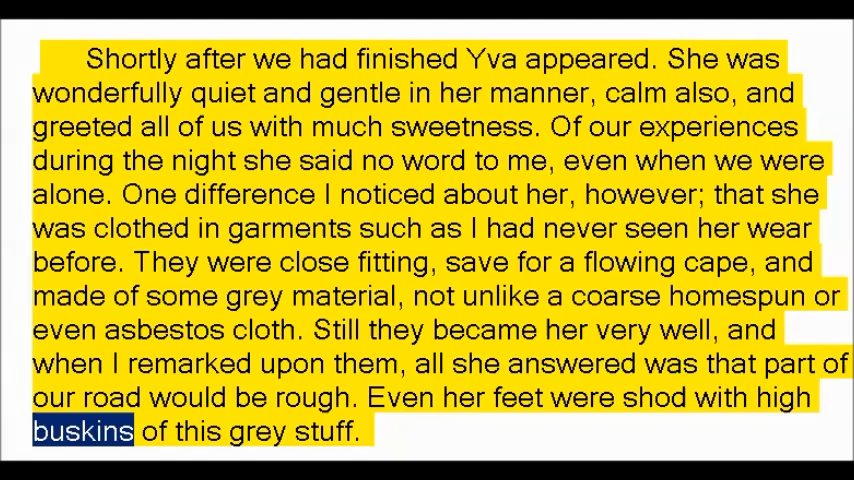 Shortly after we had finished Yva appeared. She was
wonderfully quiet and gentle in her manner, calm also, and
greeted all of us with much sweetness. Of our experiences
during the night she said no word to me, even when we were
alone. One difference I noticed about her, however; that she
was clothed in garments such as I had never seen her wear
before. They were close fitting, save for a flowing cape, and
made of some grey material, not unlike a coarse homespun or
even asbestos cloth. Still they became her very well, and
when I remarked upon them, all she answered was that part of
our road would be rough. Even her feet were shod with high
buskins of this grey stuff.